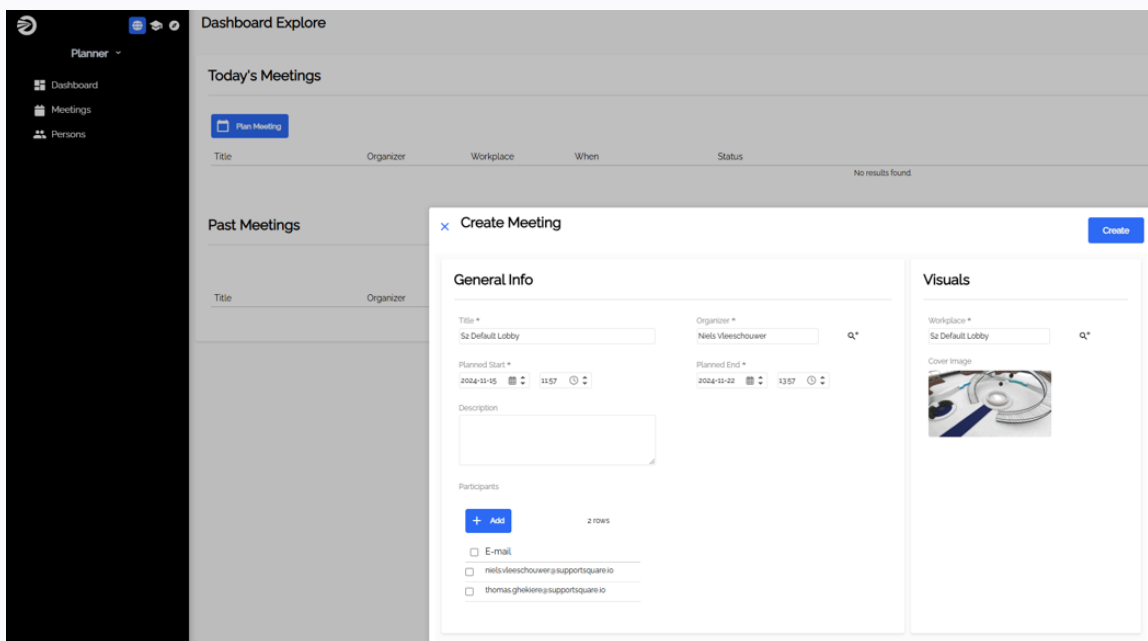 Dashboard Explore
Planner
Dashboard
Meetings
Persons
Today's Meetings
Plan Meeting
Title Organizer Workplace When Status
No results found.
Past Meetings
Title Organizer
Create Meeting
Create
General Info
Title * Organizer *
S2 Default Lobby Niels Vleeschouwer
Planned Start * Planned End *
2024-11-15 11:57 2024-11-22 13:57
Description
Participants
Add 2 rows
E-mail
niels.vleeschouwer@supportsquare.io
thomas.ghekiere@supportsquare.io
Visuals
Workplace *
S2 Default Lobby
Cover Image